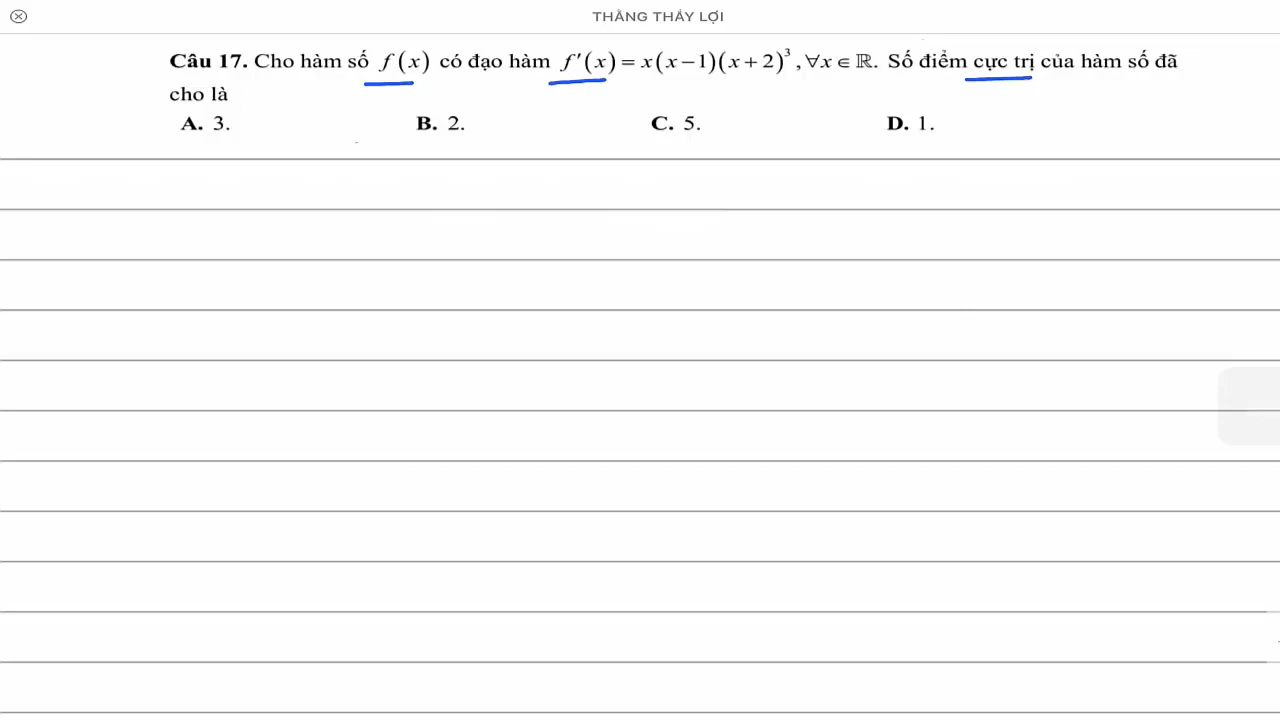 THẦNG THẦY LỢI
Câu 17. Cho hàm số f(x) có đạo hàm f′(x) = x(x−1)(x+2)³, ∀x ∈ ℝ. Số điểm cực trị của hàm số đã
cho là
A. 3. B. 2. C. 5. D. 1.